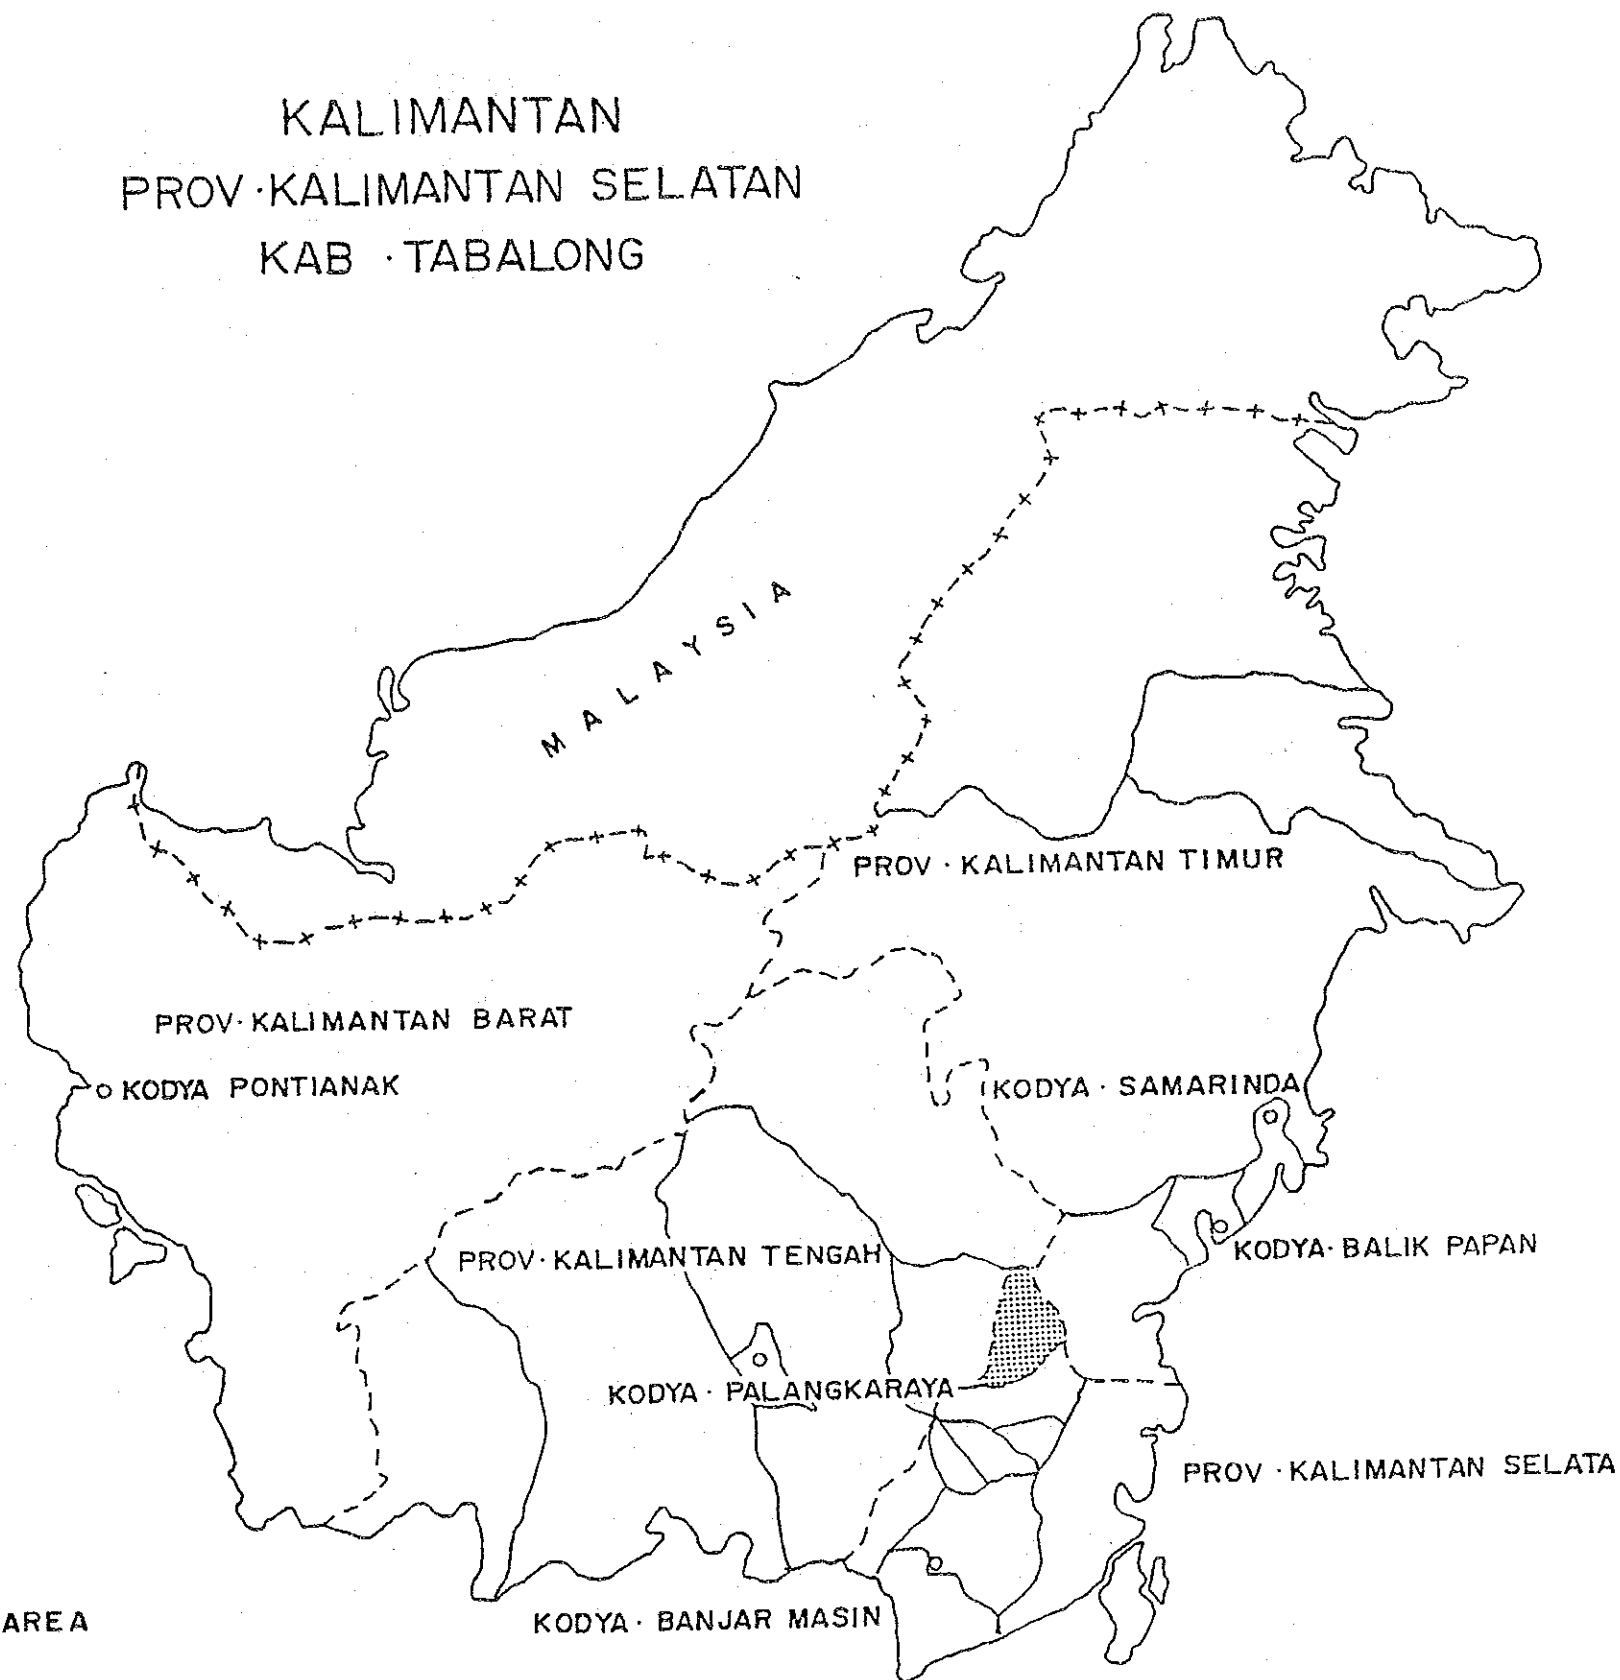 KALIMANTAN
PROV·KALIMANTAN SELATAN
KAB ·TABALONG
MALAYSIA
PROV·KALIMANTAN TIMUR
PROV·KALIMANTAN BARAT
KODYA PONTIANAK
KODYA·SAMARINDA
PROV·KALIMANTAN TENGAH
KODYA·BALIK PAPAN
KODYA·PALANGKARAYA
PROV·KALIMANTAN SELATA
AREA
KODYA·BANJAR MASIN